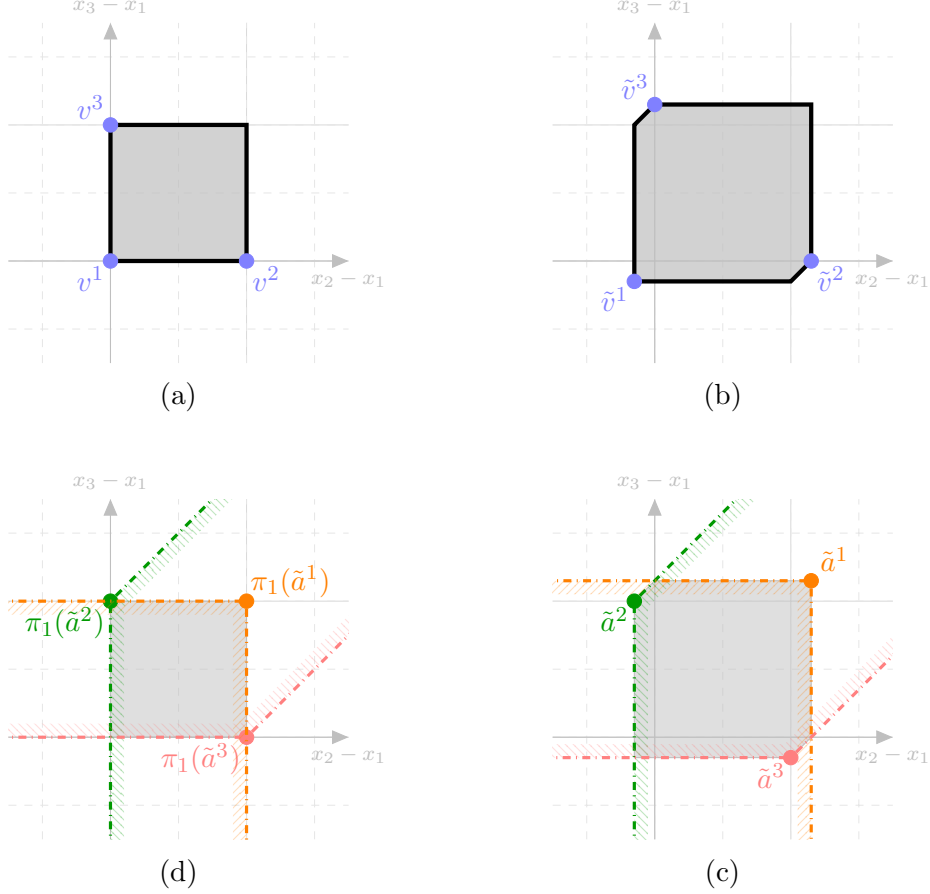 x₃ − x₁
x₃ − x₁
v³
ṽ³
v¹
v²
x₂ − x₁
ṽ¹
ṽ²
x₂ − x₁
(a)
(b)
x₃ − x₁
x₃ − x₁
π₁(ã¹)
ã¹
π₁(ã²)
ã²
π₁(ã³)
x₂ − x₁
ã³
x₂ − x₁
(d)
(c)